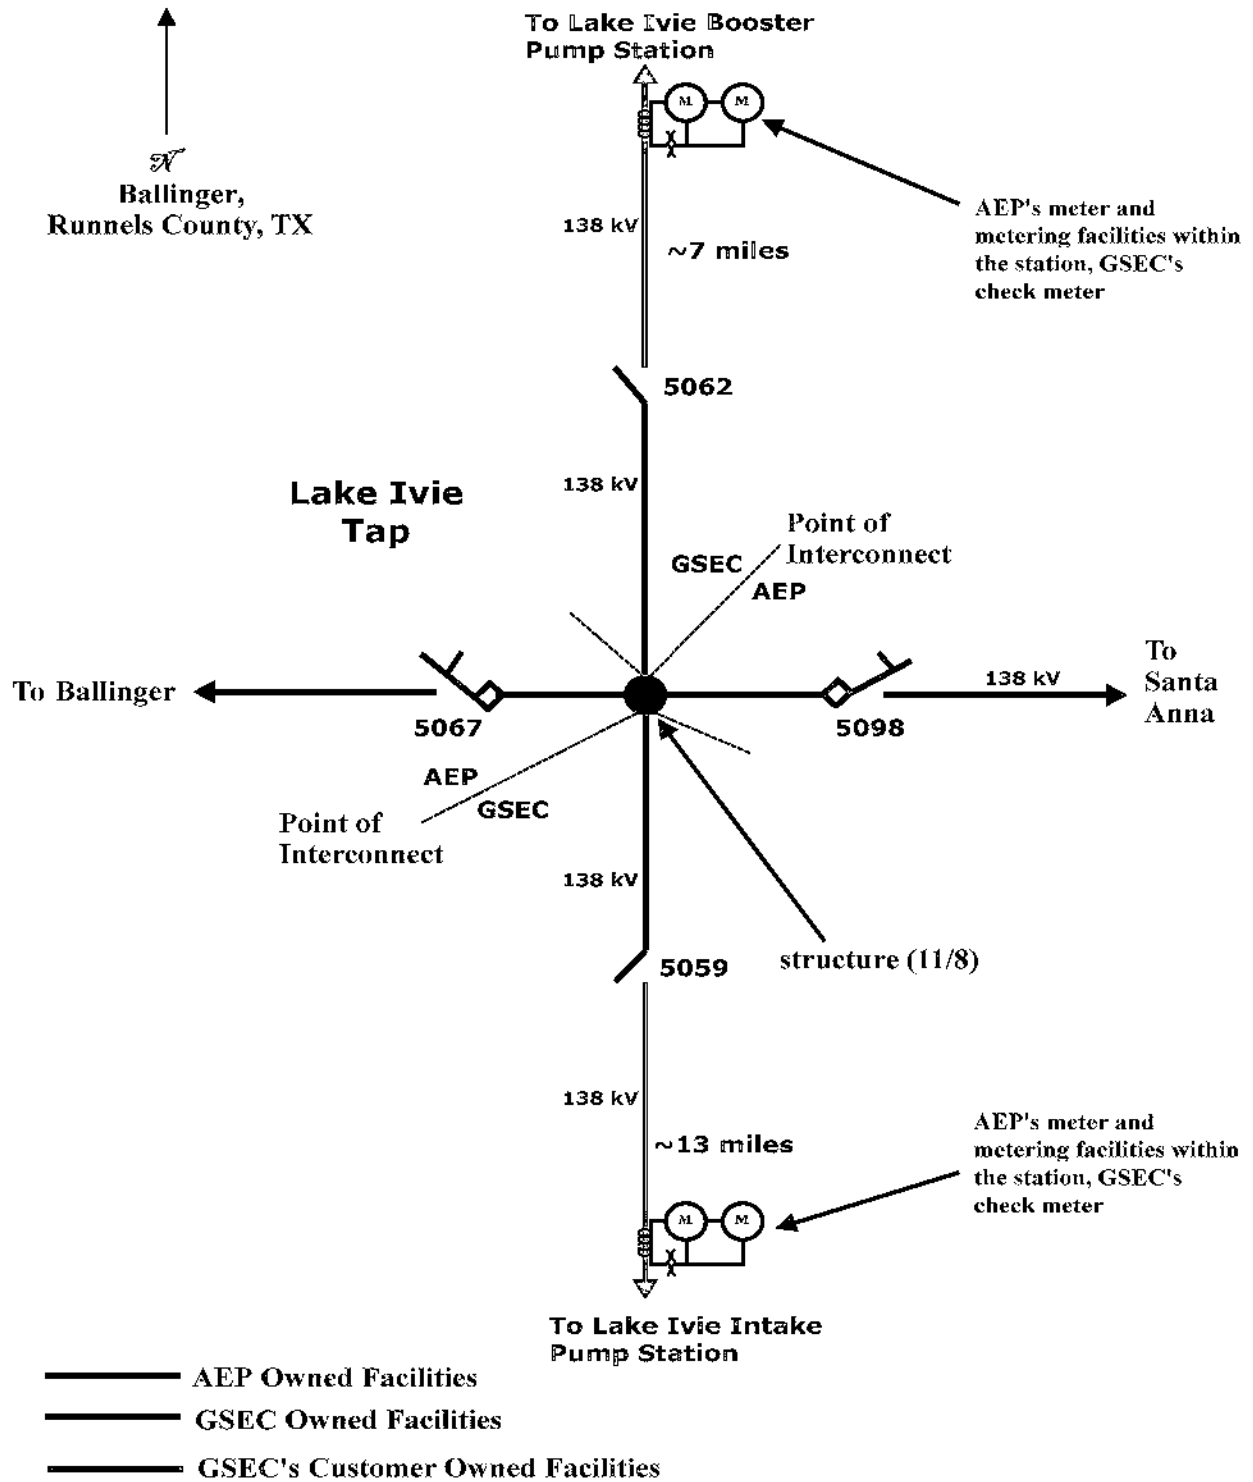 To Lake Ivie Booster
Pump Station
M M
N
Ballinger,
Runnels County, TX
AEP's meter and
metering facilities within
the station, GSEC's
check meter
138 kV
~7 miles
5062
138 kV
Lake Ivie
Tap
Point of
Interconnect
GSEC
AEP
To Ballinger
5067
5098
138 kV
To
Santa
Anna
AEP
GSEC
Point of
Interconnect
138 kV
structure (11/8)
5059
138 kV
~13 miles
AEP's meter and
metering facilities within
the station, GSEC's
check meter
M M
To Lake Ivie Intake
Pump Station
AEP Owned Facilities
GSEC Owned Facilities
GSEC's Customer Owned Facilities